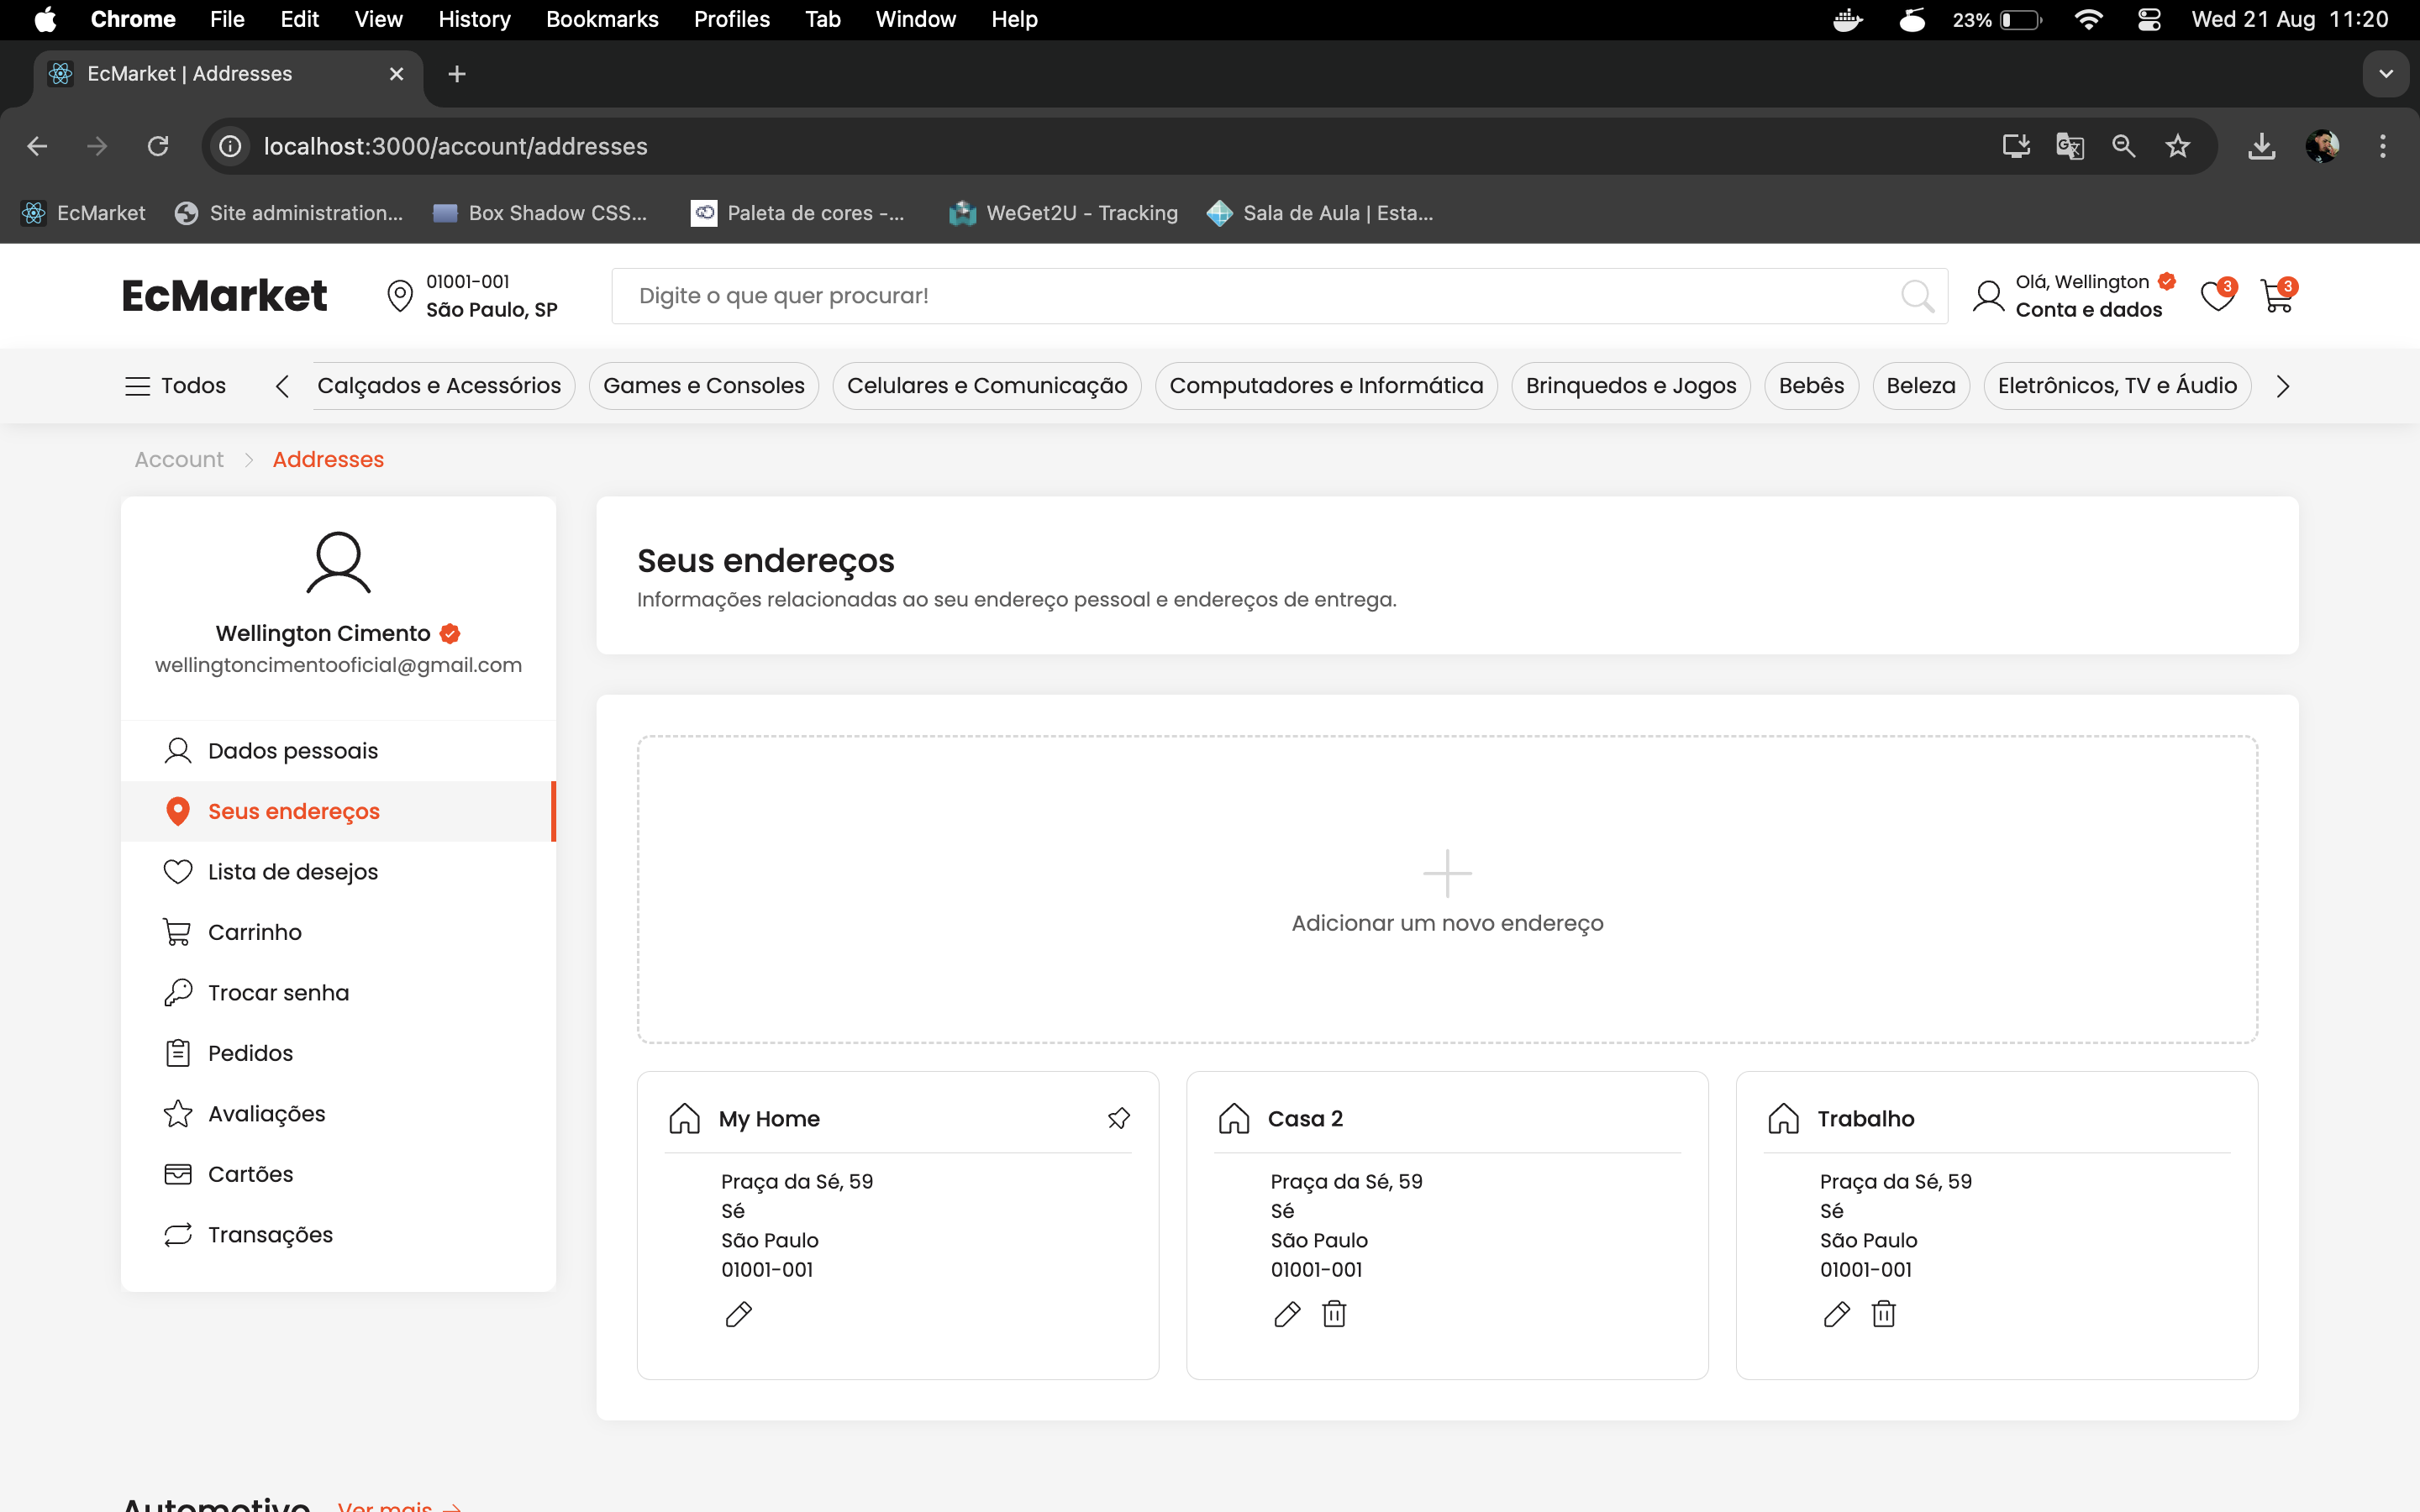 Chrome File Edit View History Bookmarks Profiles Tab Window Help 23% Wed 21 Aug 11:20
EcMarket | Addresses
localhost:3000/account/addresses
EcMarket Site administration... Box Shadow CSS... Paleta de cores -... WeGet2U - Tracking Sala de Aula | Esta...
EcMarket
01001-001
São Paulo, SP
Digite o que quer procurar!
Olá, Wellington
Conta e dados
3
3
Todos Calçados e Acessórios Games e Consoles Celulares e Comunicação Computadores e Informática Brinquedos e Jogos Bebês Beleza Eletrônicos, TV e Áudio
Account Addresses
Wellington Cimento
wellingtoncimentooficial@gmail.com
Dados pessoais
Seus endereços
Lista de desejos
Carrinho
Trocar senha
Pedidos
Avaliações
Cartões
Transações
Seus endereços
Informações relacionadas ao seu endereço pessoal e endereços de entrega.
Adicionar um novo endereço
My Home
Praça da Sé, 59
Sé
São Paulo
01001-001
Casa 2
Praça da Sé, 59
Sé
São Paulo
01001-001
Trabalho
Praça da Sé, 59
Sé
São Paulo
01001-001
Automotivo Ver mais